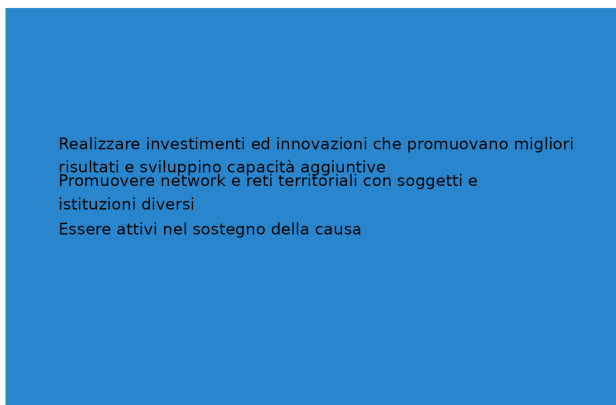 Realizzare investimenti ed innovazioni che promuovano migliori
risultati e sviluppino capacità aggiuntive
Promuovere network e reti territoriali con soggetti e
istituzioni diversi
Essere attivi nel sostegno della causa